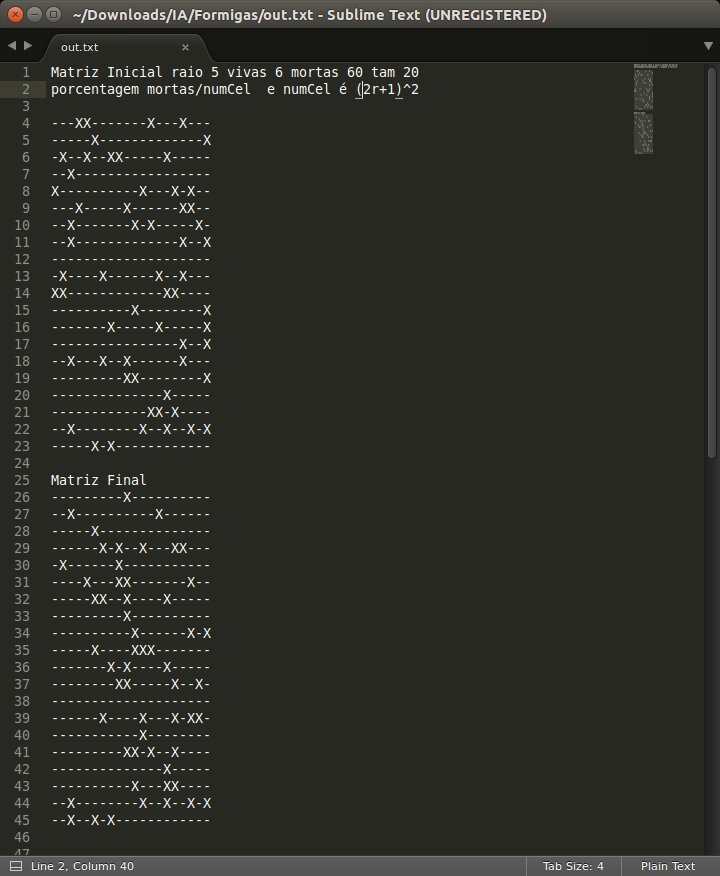 ~/Downloads/IA/Formigas/out.txt - Sublime Text (UNREGISTERED)
out.txt
1 Matriz Inicial raio 5 vivas 6 mortas 60 tam 20
2 porcentagem mortas/numCel  e numCel é (2r+1)^2
3
4 ---XX-------X---X---
5 -----X-------------X
6 -X--X--XX-----X-----
7 --X-----------------
8 X----------X---X-X--
9 ---X-----X------XX--
10 --X-------X-X-----X-
11 --X-------------X--X
12 --------------------
13 -X----X------X--X---
14 XX------------XX----
15 ----------X--------X
16 -------X-----X-----X
17 ----------------X--X
18 --X---X--X------X---
19 ---------XX--------X
20 --------------X-----
21 ------------XX-X----
22 --X--------X--X--X-X
23 -----X-X------------
24
25 Matriz Final
26 ---------X----------
27 --X----------X------
28 -----X--------------
29 ------X-X--X---XX---
30 -X------X-----------
31 ----X---XX-------X--
32 -----XX--X----X-----
33 ---------X----------
34 ----------X------X-X
35 -----X----XXX-------
36 -------X-X----X-----
37 --------XX-----X--X-
38 --------------------
39 ------X----X---X-XX-
40 -----------X--------
41 ---------XX-X--X----
42 --------------X-----
43 ----------X---XX----
44 --X--------X--X--X-X
45 --X--X-X------------
46
47
Line 2, Column 40 Tab Size: 4 Plain Text